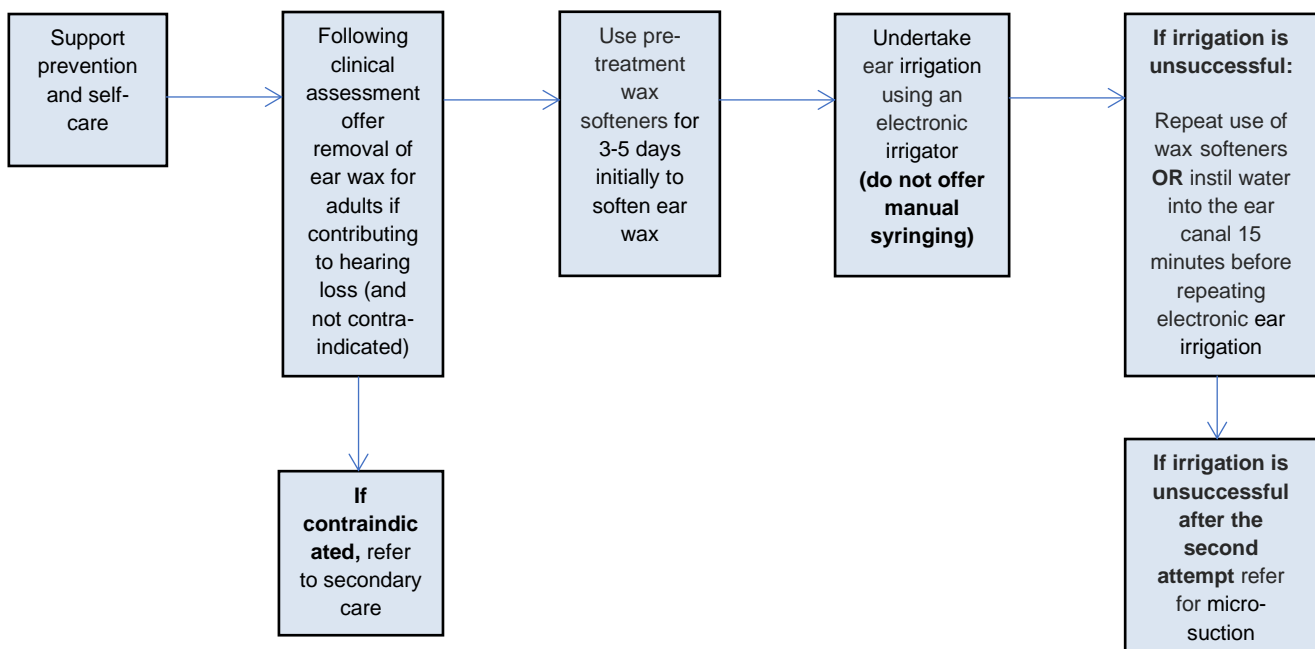 Support
prevention
and self-
care
Following
clinical
assessment
offer
removal of
ear wax for
adults if
contributing
to hearing
loss (and
not contra-
indicated)
Use pre-
treatment
wax
softeners for
3-5 days
initially to
soften ear
wax
Undertake
ear irrigation
using an
electronic
irrigator
(do not offer
manual
syringing)
If irrigation is
unsuccessful:
Repeat use of
wax softeners
OR instil water
into the ear
canal 15
minutes before
repeating
electronic ear
irrigation
If
contraindic
ated, refer
to secondary
care
If irrigation is
unsuccessful
after the
second
attempt refer
for micro-
suction